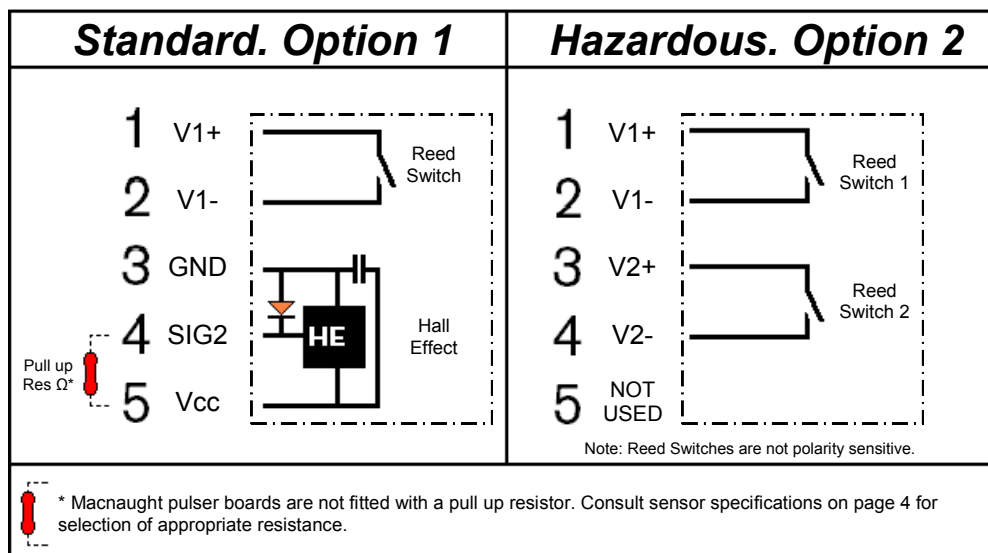 Standard. Option 1
1 V1+
2 V1-
3 GND
4 SIG2
5 Vcc
Reed
Switch
HE
Hall
Effect
Pull up
Res Ω*
Hazardous. Option 2
1 V1+
2 V1-
3 V2+
4 V2-
5 NOT
USED
Reed
Switch 1
Reed
Switch 2
Note: Reed Switches are not polarity sensitive.
* Macnaught pulser boards are not fitted with a pull up resistor. Consult sensor specifications on page 4 for
selection of appropriate resistance.